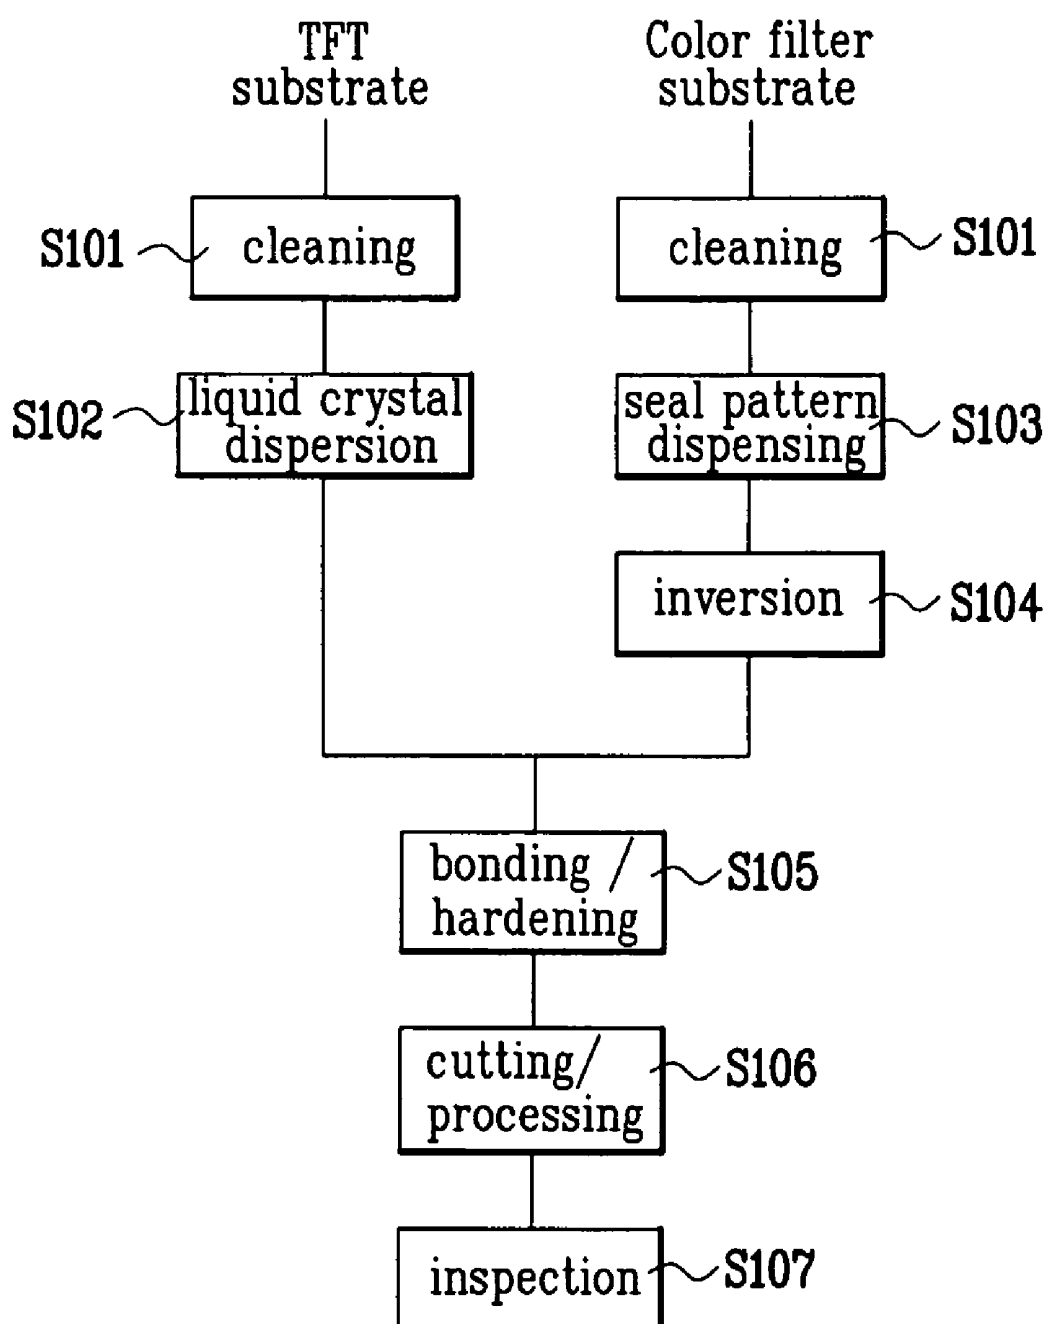 TFT
substrate
Color filter
substrate
S101
cleaning
cleaning
S101
S102
liquid crystal
dispersion
seal pattern
dispensing
S103
inversion
S104
bonding /
hardening
S105
cutting/
processing
S106
inspection
S107